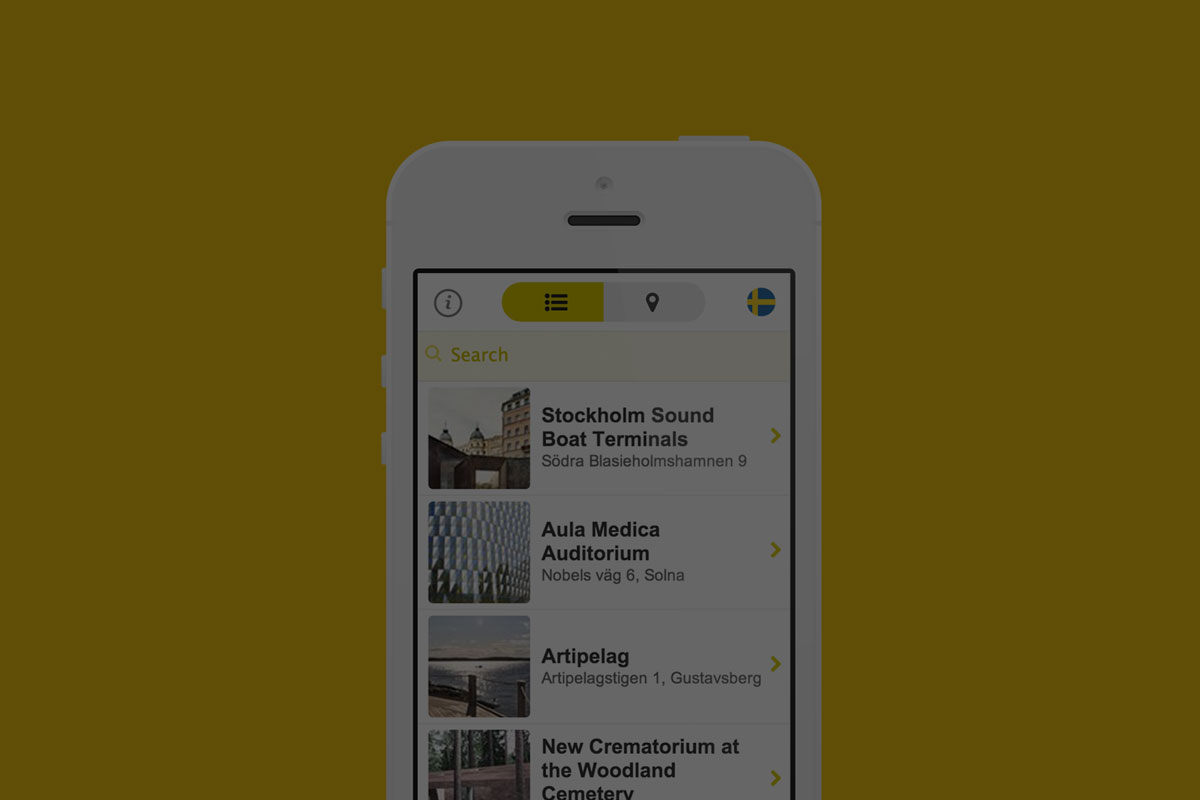 i
Search
Stockholm Sound
Boat Terminals
Södra Blasieholmshamnen 9
Aula Medica
Auditorium
Nobels väg 6, Solna
Artipelag
Artipelagstigen 1, Gustavsberg
New Crematorium at
the Woodland
Cemetery